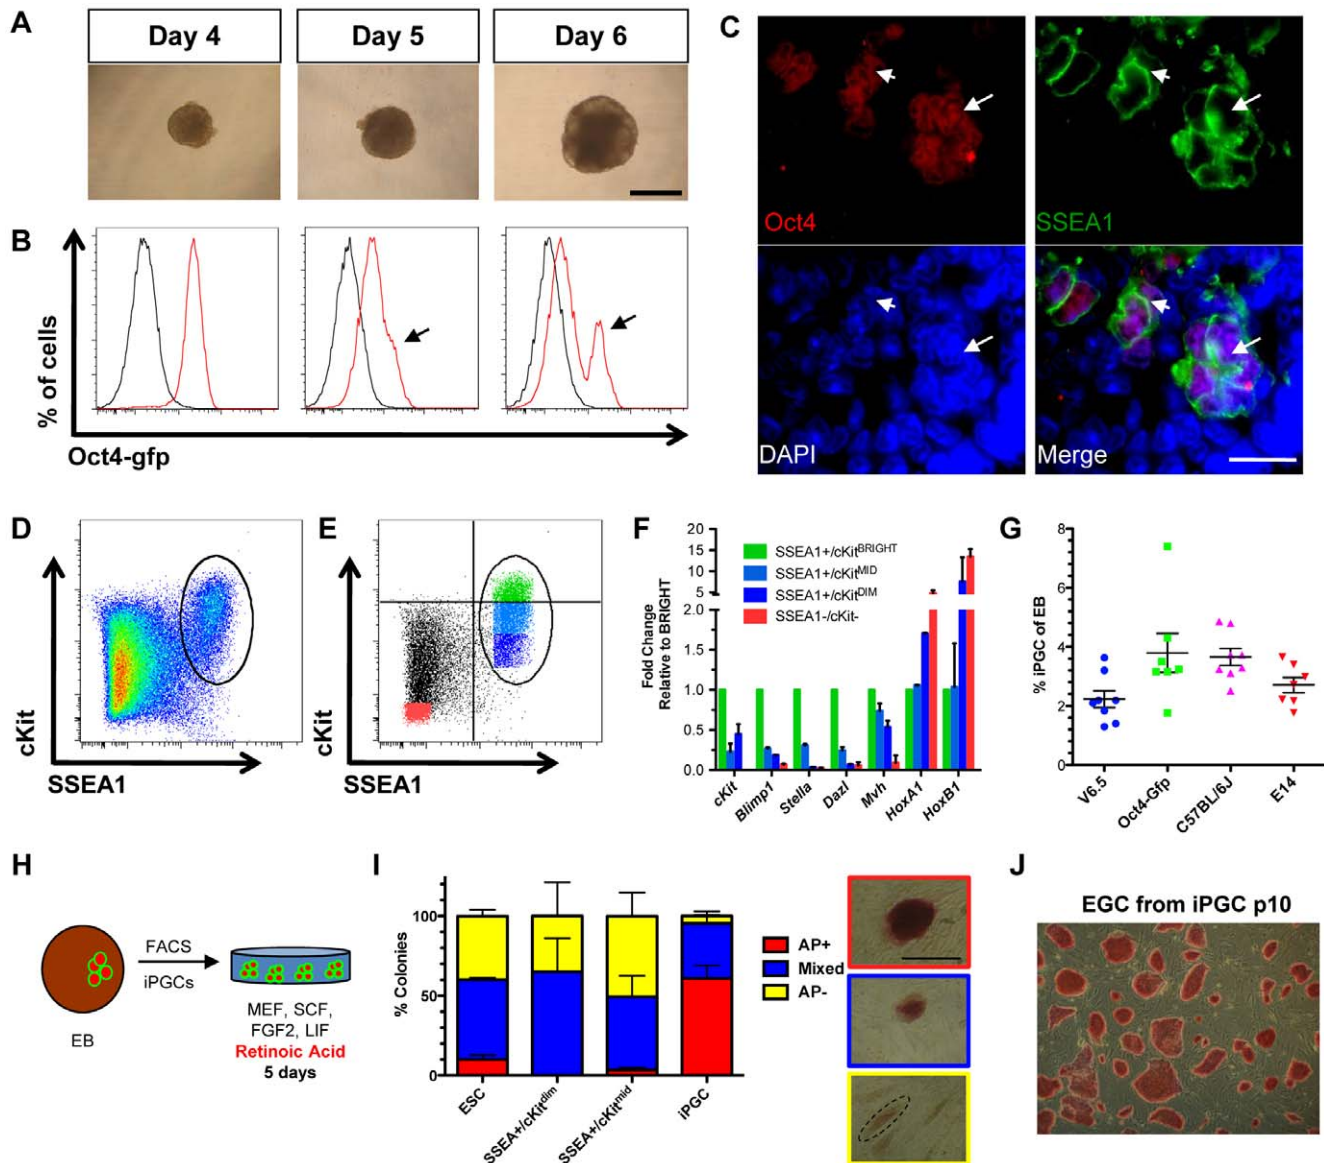 A
Day 4
Day 5
Day 6
B
% of cells
Oct4-gfp
C
Oct4
SSEA1
DAPI
Merge
D
cKit
SSEA1
E
cKit
SSEA1
F
Fold Change
Relative to BRIGHT
20
15
10
5
2.0
1.5
1.0
0.5
0.0
SSEA1+/cKitBRIGHT
SSEA1+/cKitMID
SSEA1+/cKitDIM
SSEA1-/cKit-
cKit
Blimp1
Stella
Dazl
Mvh
HoxA1
HoxB1
G
% iPGC of EB
8
6
4
2
0
V6.5
Oct4-Gfp
C57BL/6J
E14
H
EB
FACS
iPGCs
MEF, SCF,
FGF2, LIF
Retinoic Acid
5 days
I
% Colonies
100
50
0
ESC
SSEA+/cKitdim
SSEA+/cKitmid
iPGC
AP+
Mixed
AP-
J
EGC from iPGC p10